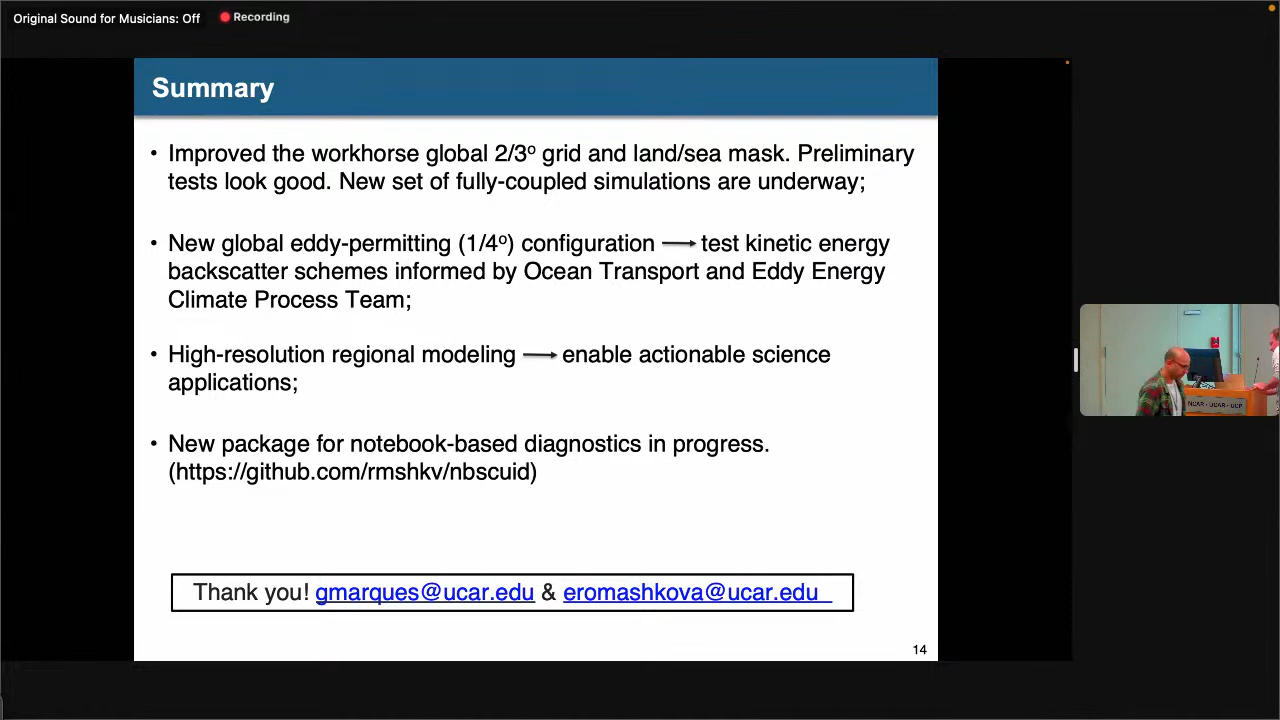 Original Sound for Musicians: Off
Recording
Summary
• Improved the workhorse global 2/3º grid and land/sea mask. Preliminary
tests look good. New set of fully-coupled simulations are underway;
• New global eddy-permitting (1/4º) configuration ⟶ test kinetic energy
backscatter schemes informed by Ocean Transport and Eddy Energy
Climate Process Team;
• High-resolution regional modeling ⟶ enable actionable science
applications;
• New package for notebook-based diagnostics in progress.
(https://github.com/rmshkv/nbscuid)
Thank you! gmarques@ucar.edu & eromashkova@ucar.edu
14
NCAR - UCAR - UCP